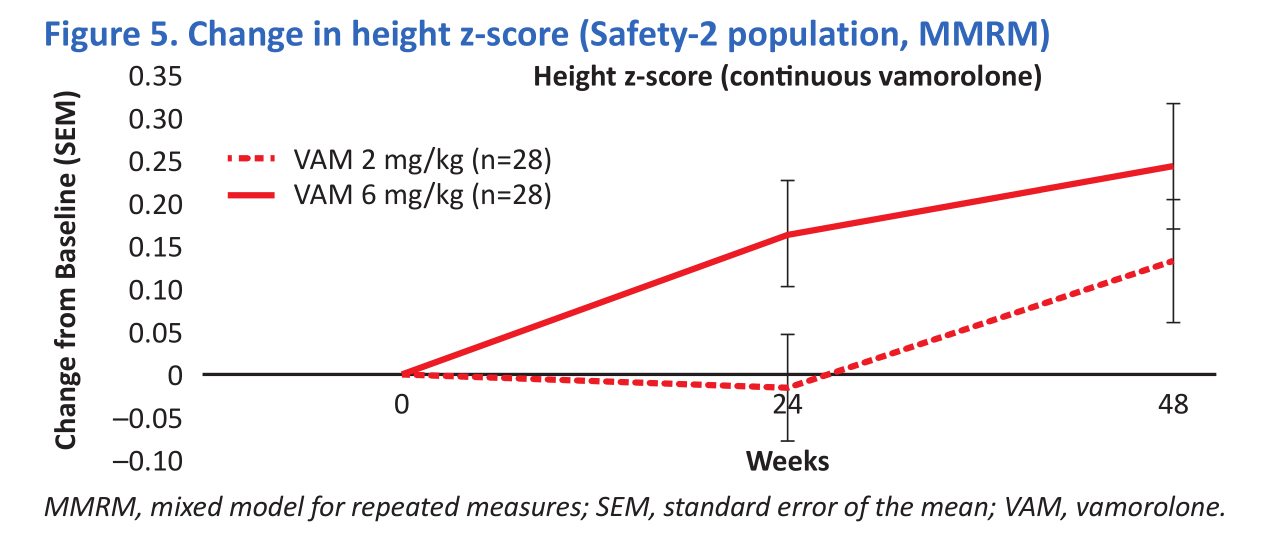 Figure 5. Change in height z-score (Safety-2 population, MMRM)
Height z-score (continuous vamorolone)
Change from Baseline (SEM)
0.35
0.30
0.25
0.20
0.15
0.10
0.05
0
–0.05
–0.10
VAM 2 mg/kg (n=28)
VAM 6 mg/kg (n=28)
0 24 48
Weeks
MMRM, mixed model for repeated measures; SEM, standard error of the mean; VAM, vamorolone.